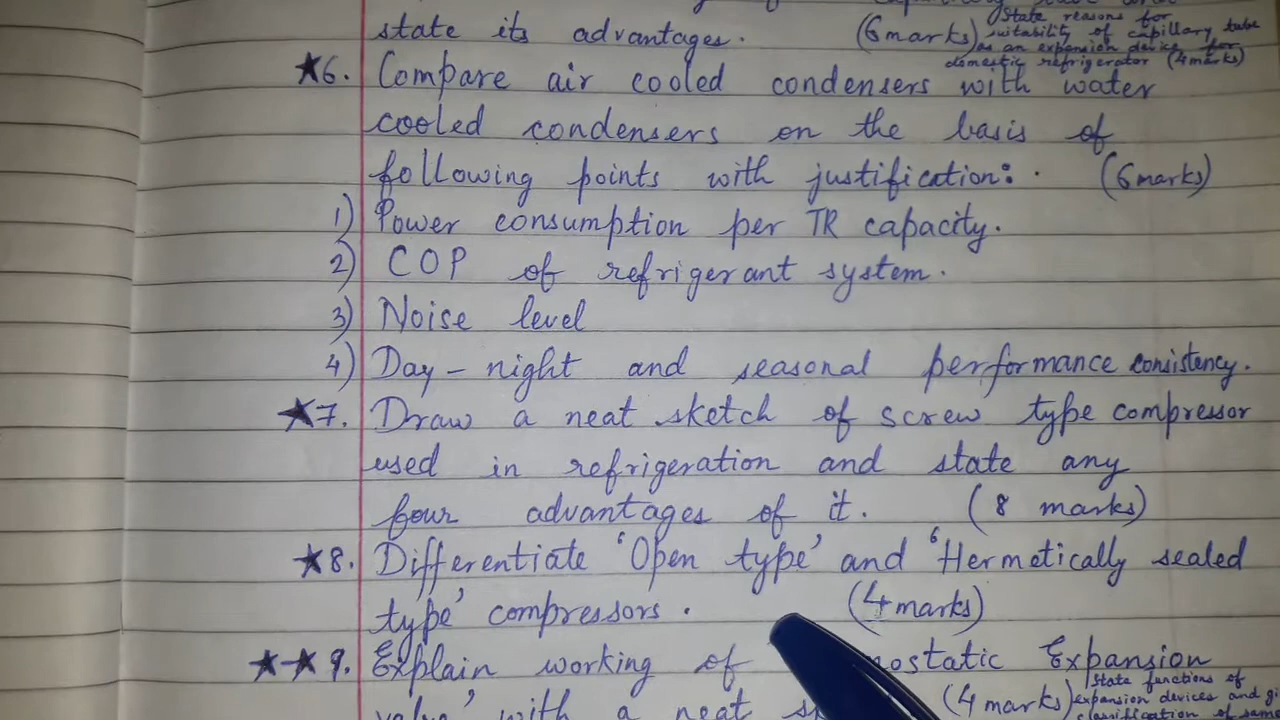 state its advantages. (6 marks)
State reasons for
suitability of capillary tube
as an expansion device for
domestic refrigerator (4 marks)
★6. Compare air cooled condensers with water
cooled condensers on the basis of
following points with justification: (6 marks)
1) Power consumption per TR capacity.
2) COP of refrigerant system.
3) Noise level
4) Day - night and seasonal performance consistency.
★7. Draw a neat sketch of screw type compressor
used in refrigeration and state any
four advantages of it. (8 marks)
★8. Differentiate 'Open type' and 'Hermetically sealed
type' compressors. (4 marks)
★★9. Explain working of Expansion
with a neat (4 marks)
State functions of
expansion devices and
classification of same